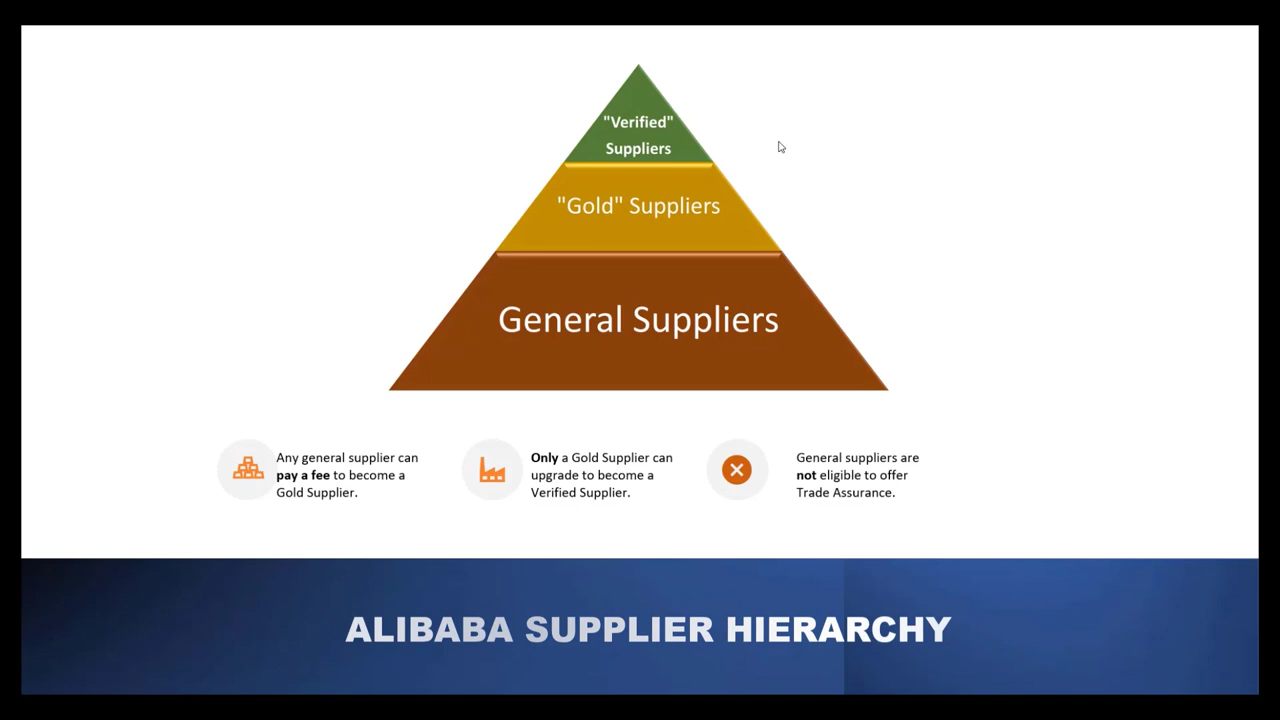 "Verified"
Suppliers
"Gold" Suppliers
General Suppliers
Any general supplier can
pay a fee to become a
Gold Supplier.
Only a Gold Supplier can
upgrade to become a
Verified Supplier.
General suppliers are
not eligible to offer
Trade Assurance.
ALIBABA SUPPLIER HIERARCHY